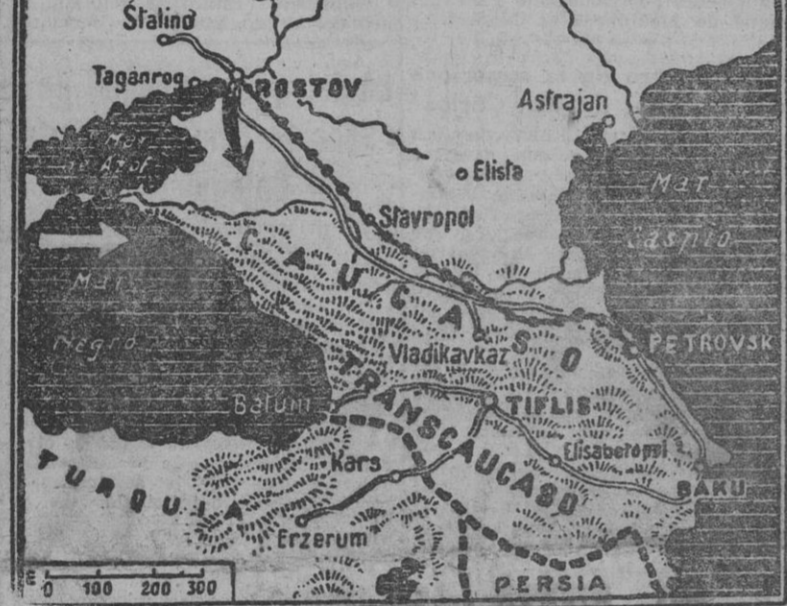 Stalino
Taganrog
ROSTOV
Astrajan
Elista
Mar
de Azof
Stavropol
Mar
Caspio
CAUCASO
Mar
Negro
Vladikavkaz
PETROVSK
Batum
TIFLIS
TRANSCAUCASO
Elisabetopol
Kars
BAKU
TURQUIA
Erzerum
PERSIA
0 100 200 300